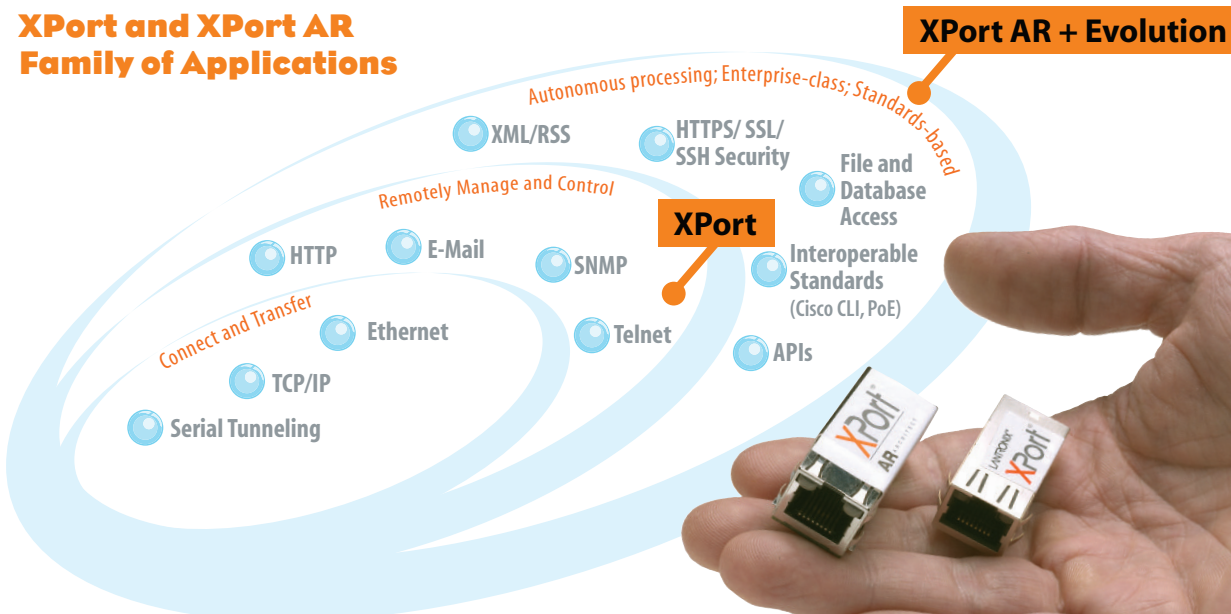 XPort and XPort AR
Family of Applications
XPort AR + Evolution
Autonomous processing; Enterprise-class; Standards-based
XML/RSS
HTTPS/ SSL/
SSH Security
File and
Database
Access
Remotely Manage and Control
XPort
HTTP
E-Mail
SNMP
Interoperable
Standards
(Cisco CLI, PoE)
Connect and Transfer
Ethernet
Telnet
APIs
TCP/IP
Serial Tunneling
XPort®
AR
LANTRONIX®
XPort®